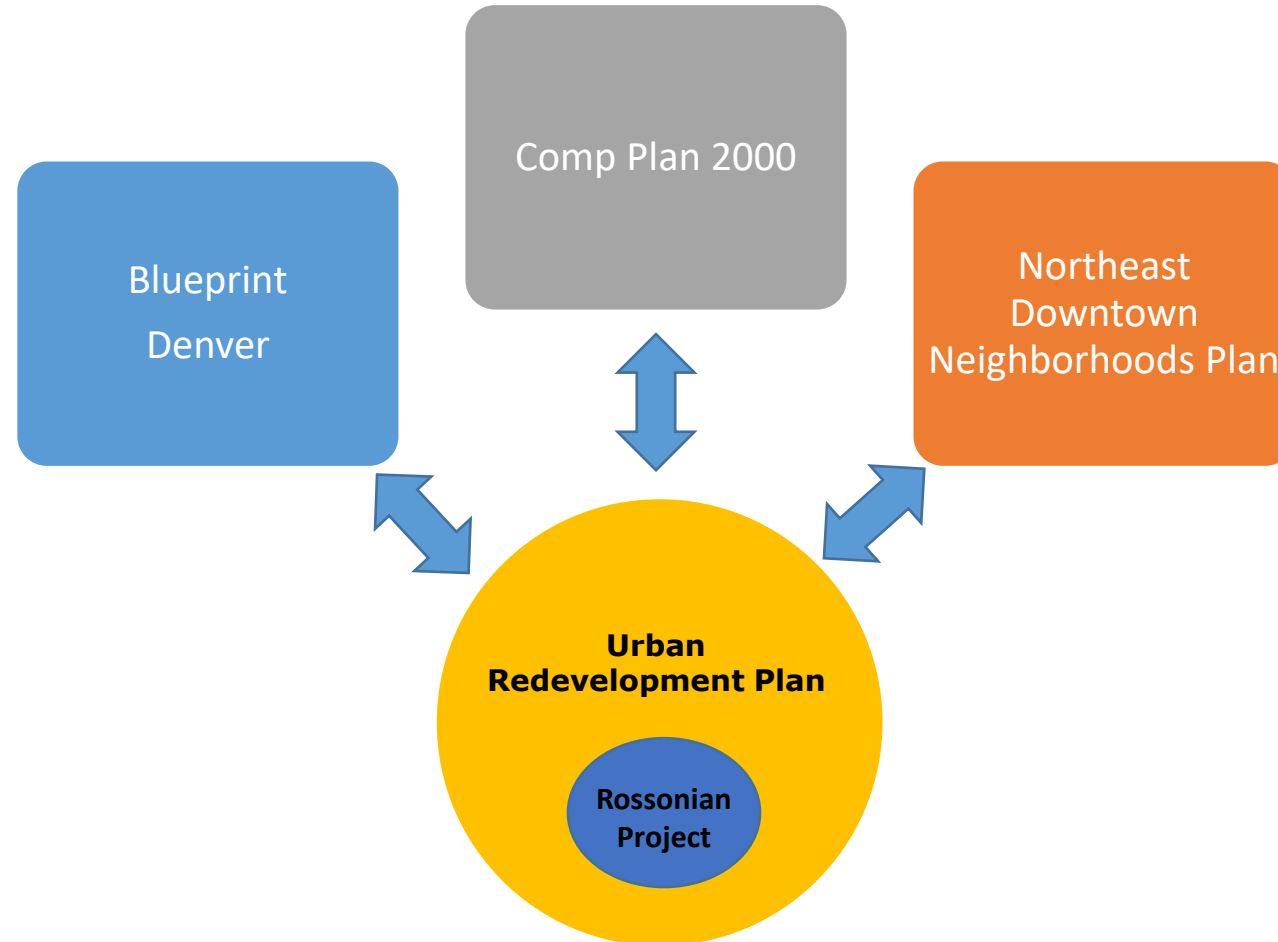 Comp Plan 2000
Blueprint
Denver
Northeast
Downtown
Neighborhoods Plan
Urban
Redevelopment Plan
Rossonian
Project